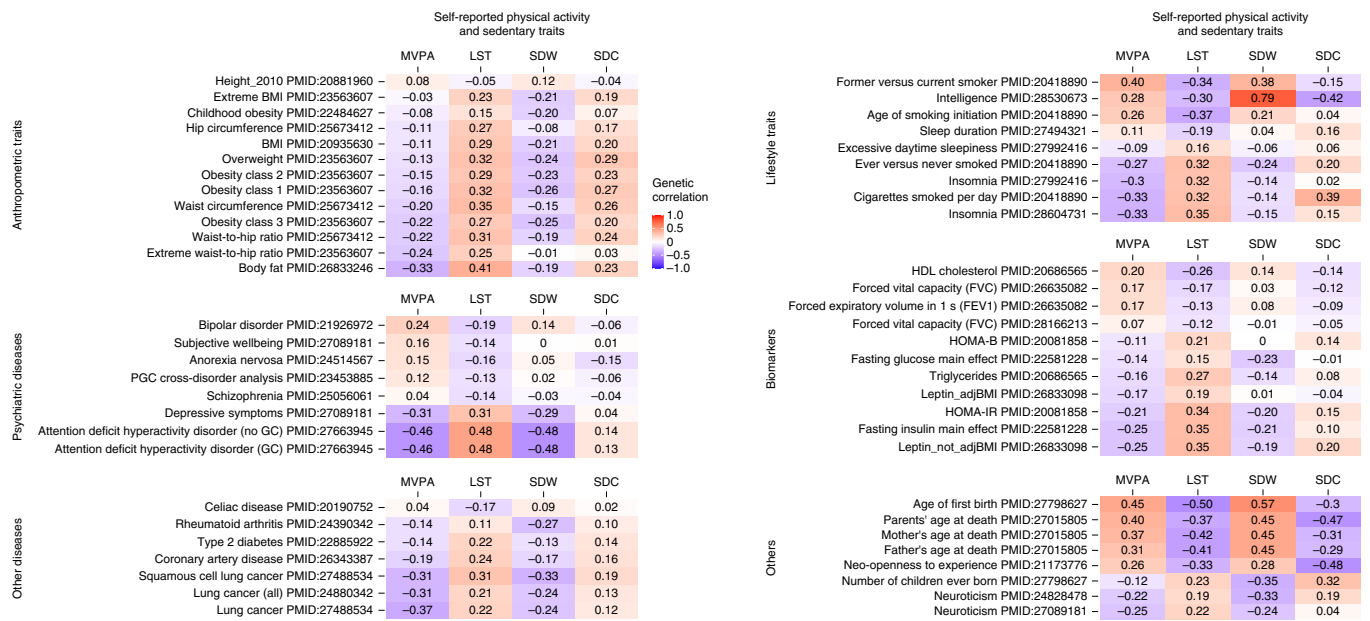 Self-reported physical activity
and sedentary traits
MVPA LST SDW SDC
Anthropometric traits
Height_2010 PMID:20881960 0.08 −0.05 0.12 −0.04
Extreme BMI PMID:23563607 −0.03 0.23 −0.21 0.19
Childhood obesity PMID:22484627 −0.08 0.15 −0.20 0.07
Hip circumference PMID:25673412 −0.11 0.27 −0.08 0.17
BMI PMID:20935630 −0.11 0.29 −0.21 0.20
Overweight PMID:23563607 −0.13 0.32 −0.24 0.29
Obesity class 2 PMID:23563607 −0.15 0.29 −0.23 0.23
Obesity class 1 PMID:23563607 −0.16 0.32 −0.26 0.27
Waist circumference PMID:25673412 −0.20 0.35 −0.15 0.26
Obesity class 3 PMID:23563607 −0.22 0.27 −0.25 0.20
Waist-to-hip ratio PMID:25673412 −0.22 0.31 −0.19 0.24
Extreme waist-to-hip ratio PMID:23563607 −0.24 0.25 −0.01 0.03
Body fat PMID:26833246 −0.33 0.41 −0.19 0.23
Genetic
correlation
1.0
0.5
0
−0.5
−1.0
MVPA LST SDW SDC
Psychiatric diseases
Bipolar disorder PMID:21926972 0.24 −0.19 0.14 −0.06
Subjective wellbeing PMID:27089181 0.16 −0.14 0 0.01
Anorexia nervosa PMID:24514567 0.15 −0.16 0.05 −0.15
PGC cross-disorder analysis PMID:23453885 0.12 −0.13 0.02 −0.06
Schizophrenia PMID:25056061 0.04 −0.14 −0.03 −0.04
Depressive symptoms PMID:27089181 −0.31 0.31 −0.29 0.04
Attention deficit hyperactivity disorder (no GC) PMID:27663945 −0.46 0.48 −0.48 0.14
Attention deficit hyperactivity disorder (GC) PMID:27663945 −0.46 0.48 −0.48 0.13
MVPA LST SDW SDC
Other diseases
Celiac disease PMID:20190752 0.04 −0.17 0.09 0.02
Rheumatoid arthritis PMID:24390342 −0.14 0.11 −0.27 0.10
Type 2 diabetes PMID:22885922 −0.14 0.22 −0.13 0.14
Coronary artery disease PMID:26343387 −0.19 0.24 −0.17 0.16
Squamous cell lung cancer PMID:27488534 −0.31 0.31 −0.33 0.19
Lung cancer (all) PMID:24880342 −0.31 0.21 −0.24 0.13
Lung cancer PMID:27488534 −0.37 0.22 −0.24 0.12
Self-reported physical activity
and sedentary traits
MVPA LST SDW SDC
Lifestyle traits
Former versus current smoker PMID:20418890 0.40 −0.34 0.38 −0.15
Intelligence PMID:28530673 0.28 −0.30 0.79 −0.42
Age of smoking initiation PMID:20418890 0.26 −0.37 0.21 0.04
Sleep duration PMID:27494321 0.11 −0.19 0.04 0.16
Excessive daytime sleepiness PMID:27992416 −0.09 0.16 −0.06 0.06
Ever versus never smoked PMID:20418890 −0.27 0.32 −0.24 0.20
Insomnia PMID:27992416 −0.3 0.32 −0.14 0.02
Cigarettes smoked per day PMID:20418890 −0.33 0.32 −0.14 0.39
Insomnia PMID:28604731 −0.33 0.35 −0.15 0.15
MVPA LST SDW SDC
Biomarkers
HDL cholesterol PMID:20686565 0.20 −0.26 0.14 −0.14
Forced vital capacity (FVC) PMID:26635082 0.17 −0.17 0.03 −0.12
Forced expiratory volume in 1 s (FEV1) PMID:26635082 0.17 −0.13 0.08 −0.09
Forced vital capacity (FVC) PMID:28166213 0.07 −0.12 −0.01 −0.05
HOMA-B PMID:20081858 −0.11 0.21 0 0.14
Fasting glucose main effect PMID:22581228 −0.14 0.15 −0.23 −0.01
Triglycerides PMID:20686565 −0.16 0.27 −0.14 0.08
Leptin_adjBMI PMID:26833098 −0.17 0.19 0.01 −0.04
HOMA-IR PMID:20081858 −0.21 0.34 −0.20 0.15
Fasting insulin main effect PMID:22581228 −0.25 0.35 −0.21 0.10
Leptin_not_adjBMI PMID:26833098 −0.25 0.35 −0.19 0.20
MVPA LST SDW SDC
Others
Age of first birth PMID:27798627 0.45 −0.50 0.57 −0.3
Parents' age at death PMID:27015805 0.40 −0.37 0.45 −0.47
Mother's age at death PMID:27015805 0.37 −0.42 0.45 −0.31
Father's age at death PMID:27015805 0.31 −0.41 0.45 −0.29
Neo-openness to experience PMID:21173776 0.26 −0.33 0.28 −0.48
Number of children ever born PMID:27798627 −0.12 0.23 −0.35 0.32
Neuroticism PMID:24828478 −0.22 0.19 −0.33 0.19
Neuroticism PMID:27089181 −0.25 0.22 −0.24 0.04